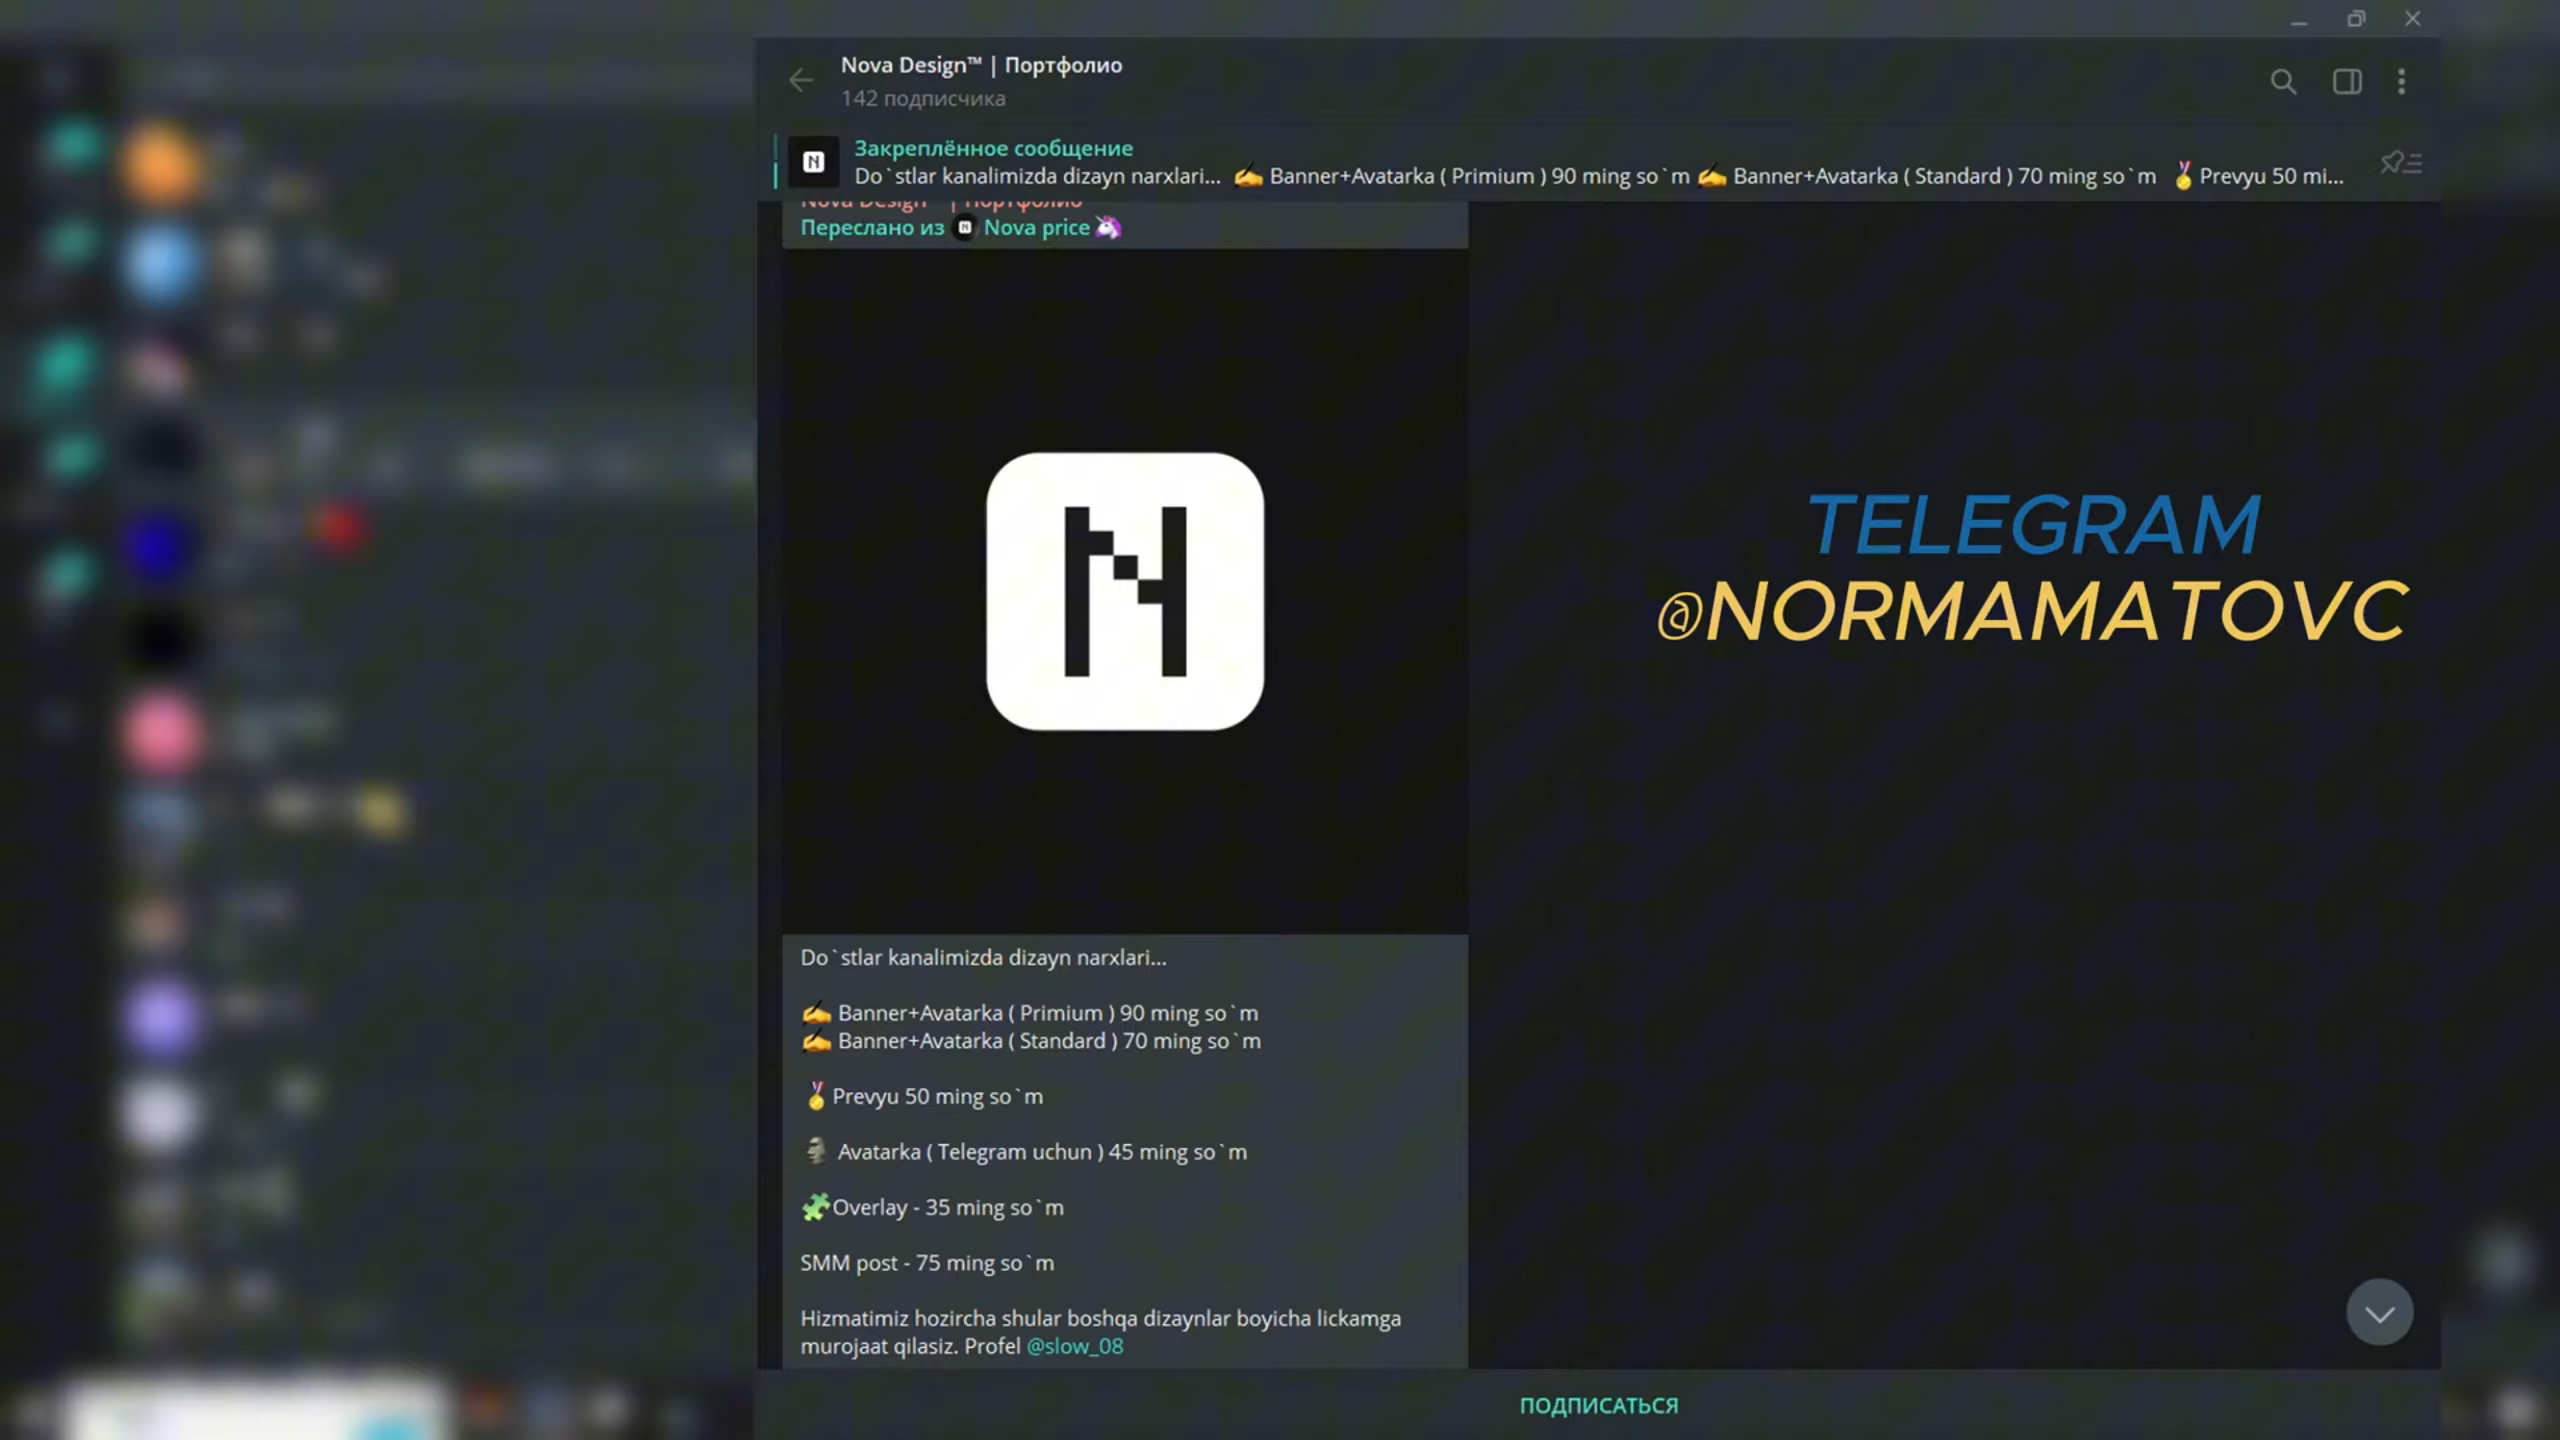 Nova Design™ | Портфолио
142 подписчика
Закреплённое сообщение
Do`stlar kanalimizda dizayn narxlari... ✍️ Banner+Avatarka ( Primium ) 90 ming so`m ✍️ Banner+Avatarka ( Standard ) 70 ming so`m 🏅 Prevyu 50 mi...
Nova Design™ | Портфолио
Переслано из N Nova price 🦄
N
TELEGRAM
@NORMAMATOVC
Do`stlar kanalimizda dizayn narxlari...
✍️ Banner+Avatarka ( Primium ) 90 ming so`m
✍️ Banner+Avatarka ( Standard ) 70 ming so`m
🏅Prevyu 50 ming so`m
🗿 Avatarka ( Telegram uchun ) 45 ming so`m
🧩Overlay - 35 ming so`m
SMM post - 75 ming so`m
Hizmatimiz hozircha shular boshqa dizaynlar boyicha lickamga
murojaat qilasiz. Profel @slow_08
ПОДПИСАТЬСЯ